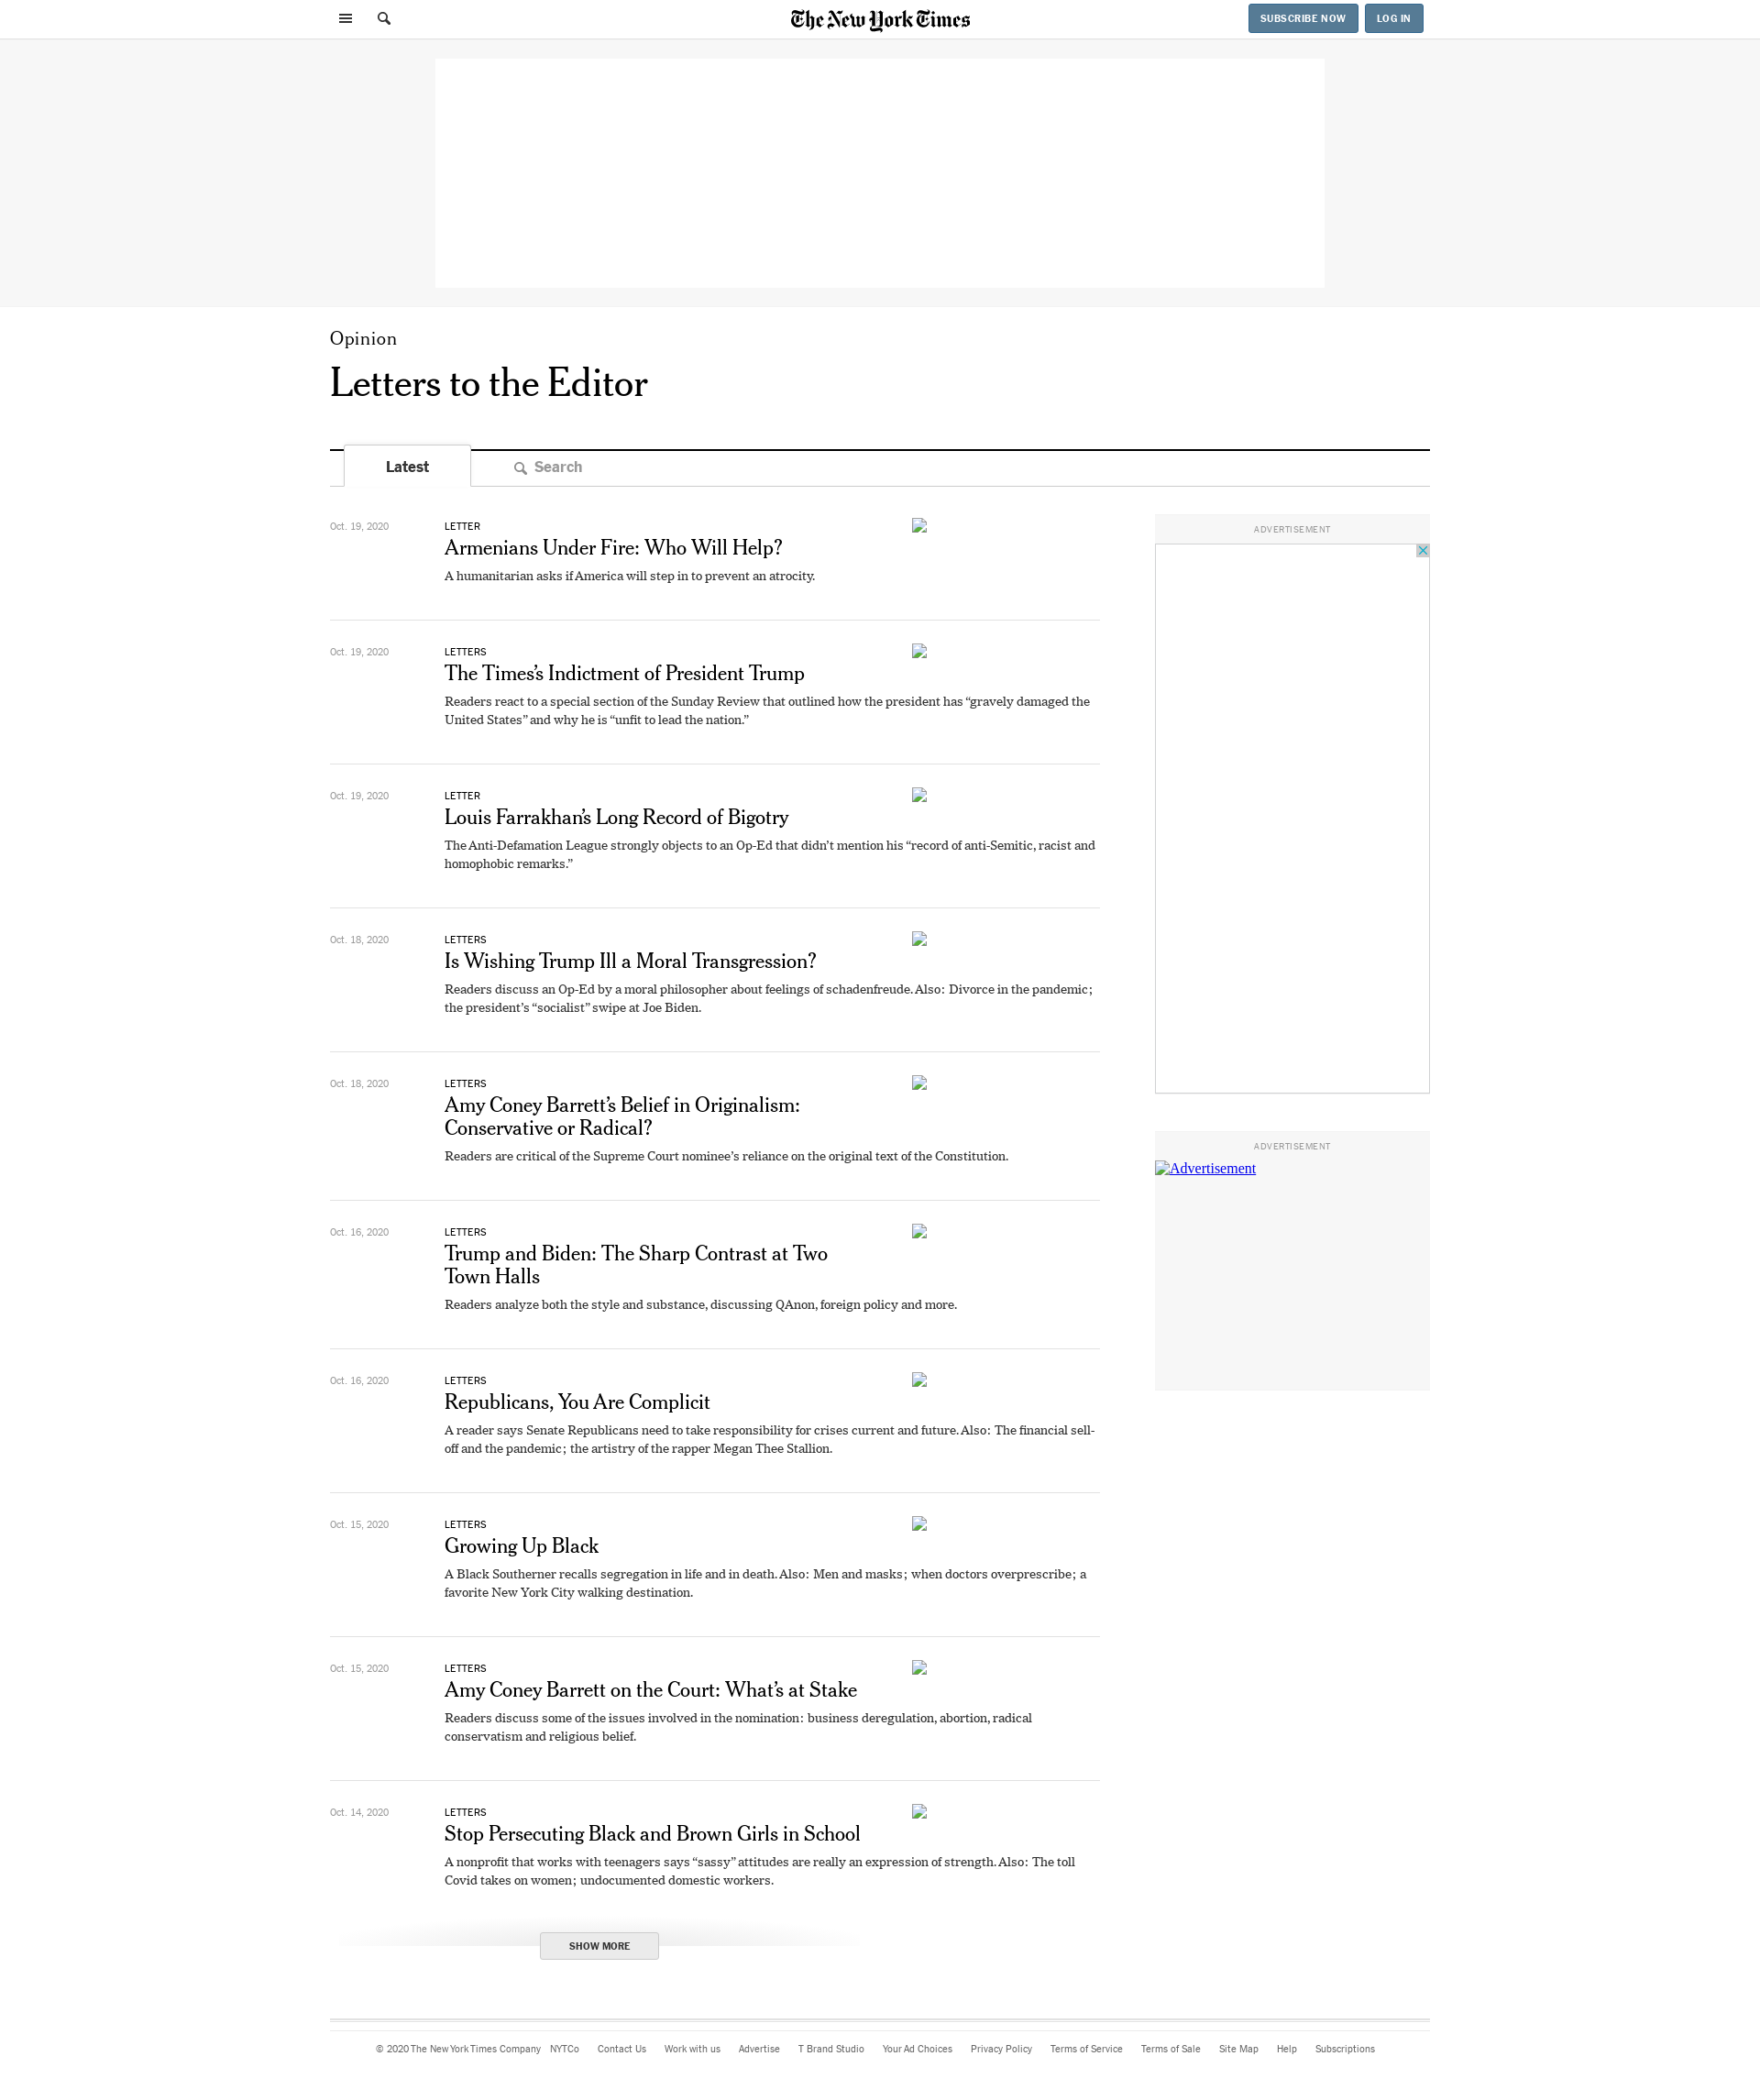 The New York Times
SUBSCRIBE NOW
LOG IN
Opinion
Letters to the Editor
Latest
Search
Oct. 19, 2020
LETTER
Armenians Under Fire: Who Will Help?
A humanitarian asks if America will step in to prevent an atrocity.
Oct. 19, 2020
LETTERS
The Times’s Indictment of President Trump
Readers react to a special section of the Sunday Review that outlined how the president has “gravely damaged the
United States” and why he is “unfit to lead the nation.”
Oct. 19, 2020
LETTER
Louis Farrakhan’s Long Record of Bigotry
The Anti-Defamation League strongly objects to an Op-Ed that didn’t mention his “record of anti-Semitic, racist and
homophobic remarks.”
Oct. 18, 2020
LETTERS
Is Wishing Trump Ill a Moral Transgression?
Readers discuss an Op-Ed by a moral philosopher about feelings of schadenfreude. Also: Divorce in the pandemic;
the president’s “socialist” swipe at Joe Biden.
Oct. 18, 2020
LETTERS
Amy Coney Barrett’s Belief in Originalism:
Conservative or Radical?
Readers are critical of the Supreme Court nominee’s reliance on the original text of the Constitution.
Oct. 16, 2020
LETTERS
Trump and Biden: The Sharp Contrast at Two
Town Halls
Readers analyze both the style and substance, discussing QAnon, foreign policy and more.
Oct. 16, 2020
LETTERS
Republicans, You Are Complicit
A reader says Senate Republicans need to take responsibility for crises current and future. Also: The financial sell-
off and the pandemic; the artistry of the rapper Megan Thee Stallion.
Oct. 15, 2020
LETTERS
Growing Up Black
A Black Southerner recalls segregation in life and in death. Also: Men and masks; when doctors overprescribe; a
favorite New York City walking destination.
Oct. 15, 2020
LETTERS
Amy Coney Barrett on the Court: What’s at Stake
Readers discuss some of the issues involved in the nomination: business deregulation, abortion, radical
conservatism and religious belief.
Oct. 14, 2020
LETTERS
Stop Persecuting Black and Brown Girls in School
A nonprofit that works with teenagers says “sassy” attitudes are really an expression of strength. Also: The toll
Covid takes on women; undocumented domestic workers.
SHOW MORE
ADVERTISEMENT
ADVERTISEMENT
Advertisement
© 2020 The New York Times Company NYTCo Contact Us Work with us Advertise T Brand Studio Your Ad Choices Privacy Policy Terms of Service Terms of Sale Site Map Help Subscriptions